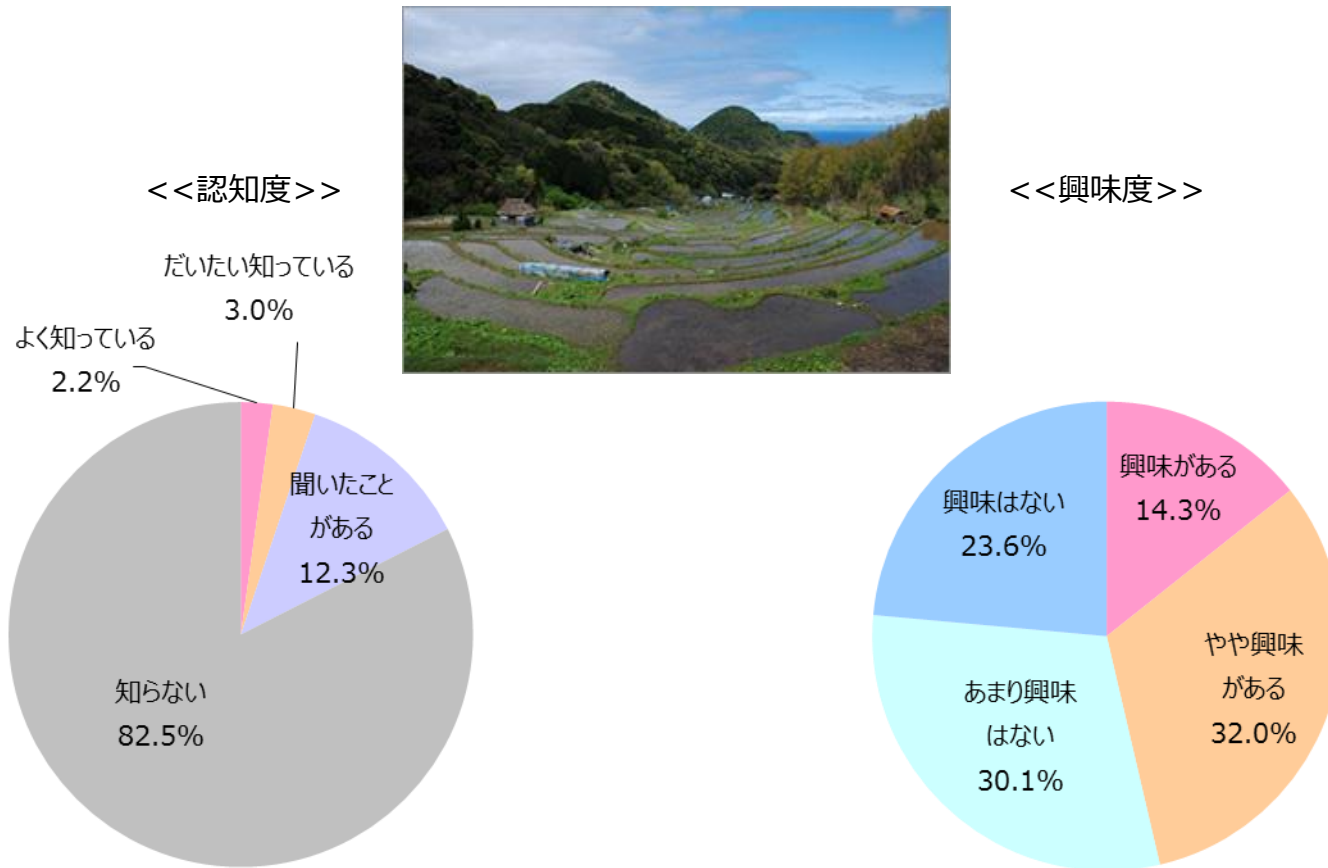 <<認知度>>
だいたい知っている
3.0%
よく知っている
2.2%
聞いたこと
がある
12.3%
知らない
82.5%
<<興味度>>
興味がある
14.3%
やや興味
がある
32.0%
あまり興味
はない
30.1%
興味はない
23.6%